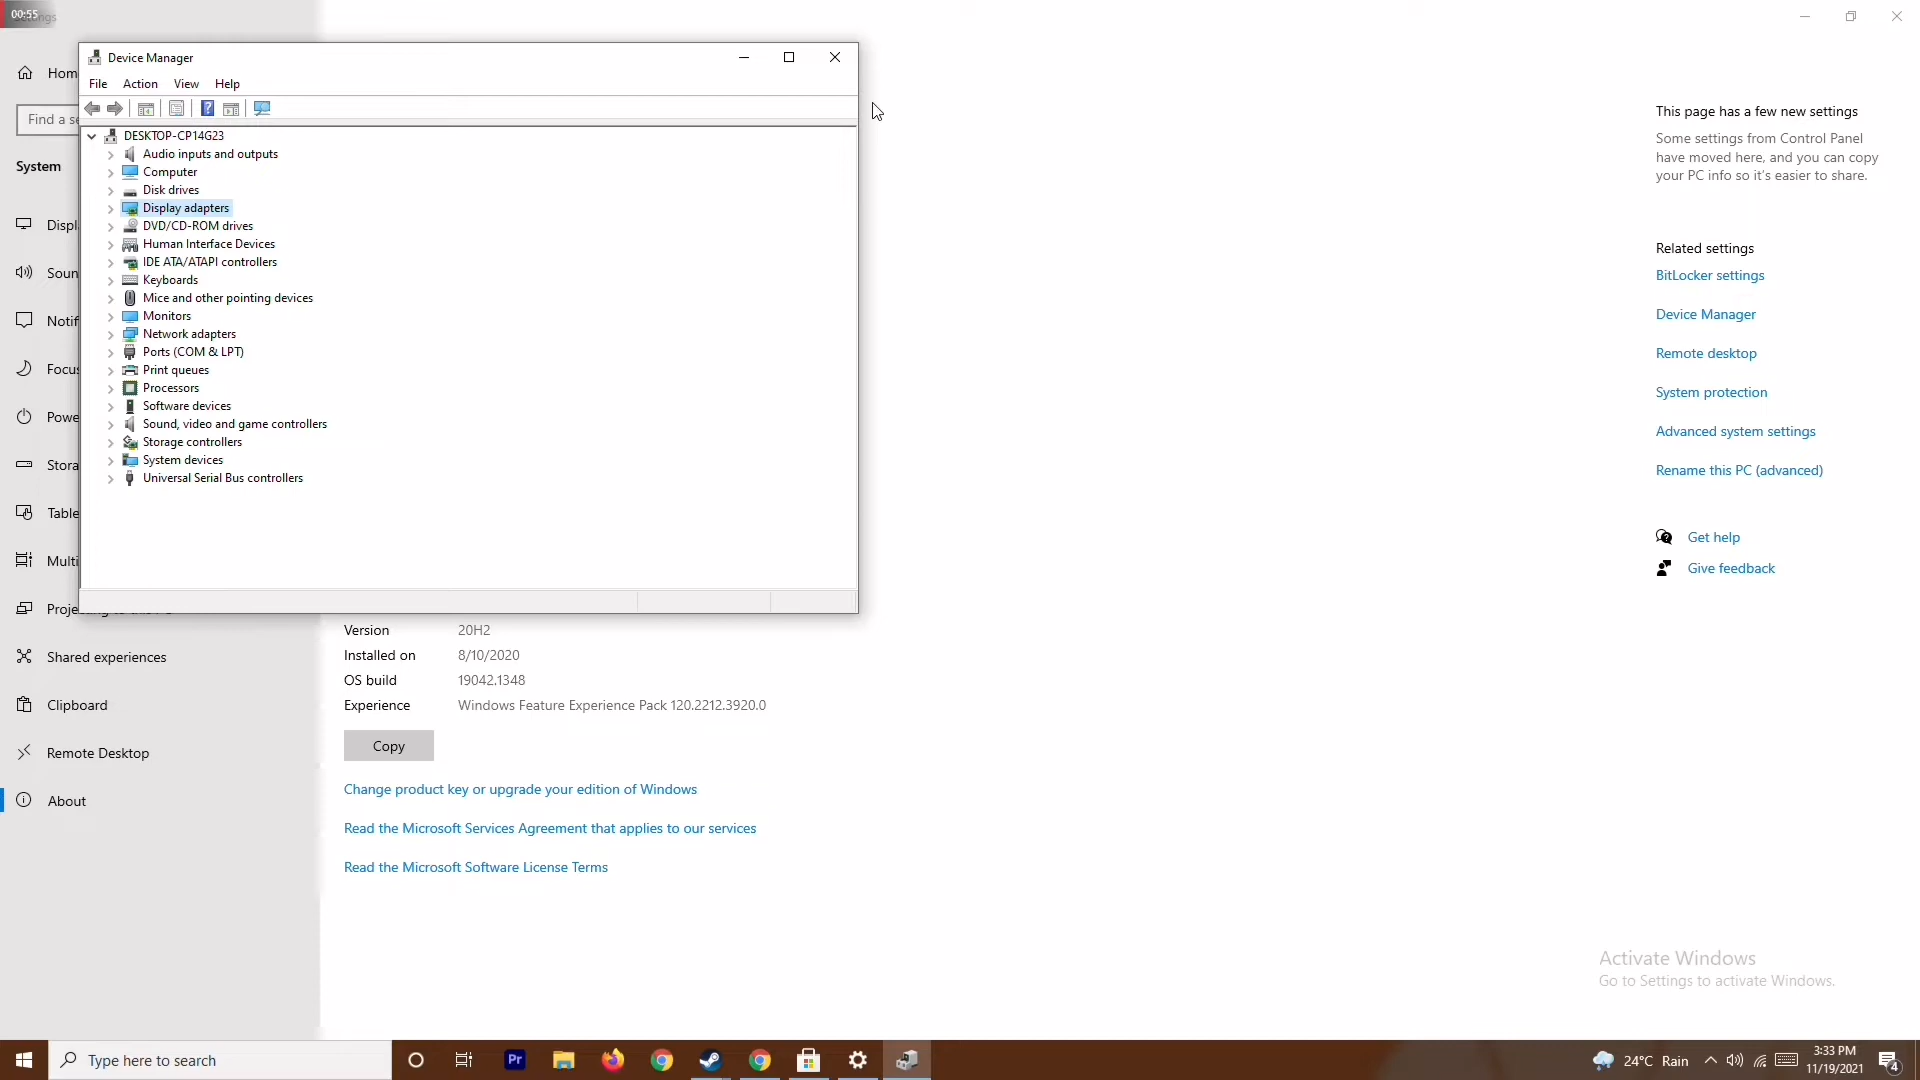 00:55
Device Manager
File Action View Help
DESKTOP-CP14G23
Audio inputs and outputs
Computer
Disk drives
Display adapters
DVD/CD-ROM drives
Human Interface Devices
IDE ATA/ATAPI controllers
Keyboards
Mice and other pointing devices
Monitors
Network adapters
Ports (COM & LPT)
Print queues
Processors
Software devices
Sound, video and game controllers
Storage controllers
System devices
Universal Serial Bus controllers
Hom
Find a se
System
Displ
Soun
Notif
Focus
Powe
Stora
Table
Multi
Shared experiences
Clipboard
Remote Desktop
About
Version 20H2
Installed on 8/10/2020
OS build 19042.1348
Experience Windows Feature Experience Pack 120.2212.3920.0
Copy
Change product key or upgrade your edition of Windows
Read the Microsoft Services Agreement that applies to our services
Read the Microsoft Software License Terms
This page has a few new settings
Some settings from Control Panel
have moved here, and you can copy
your PC info so it's easier to share.
Related settings
BitLocker settings
Device Manager
Remote desktop
System protection
Advanced system settings
Rename this PC (advanced)
Get help
Give feedback
Activate Windows
Go to Settings to activate Windows.
Type here to search
Pr
24°C Rain
3:33 PM
11/19/2021
4